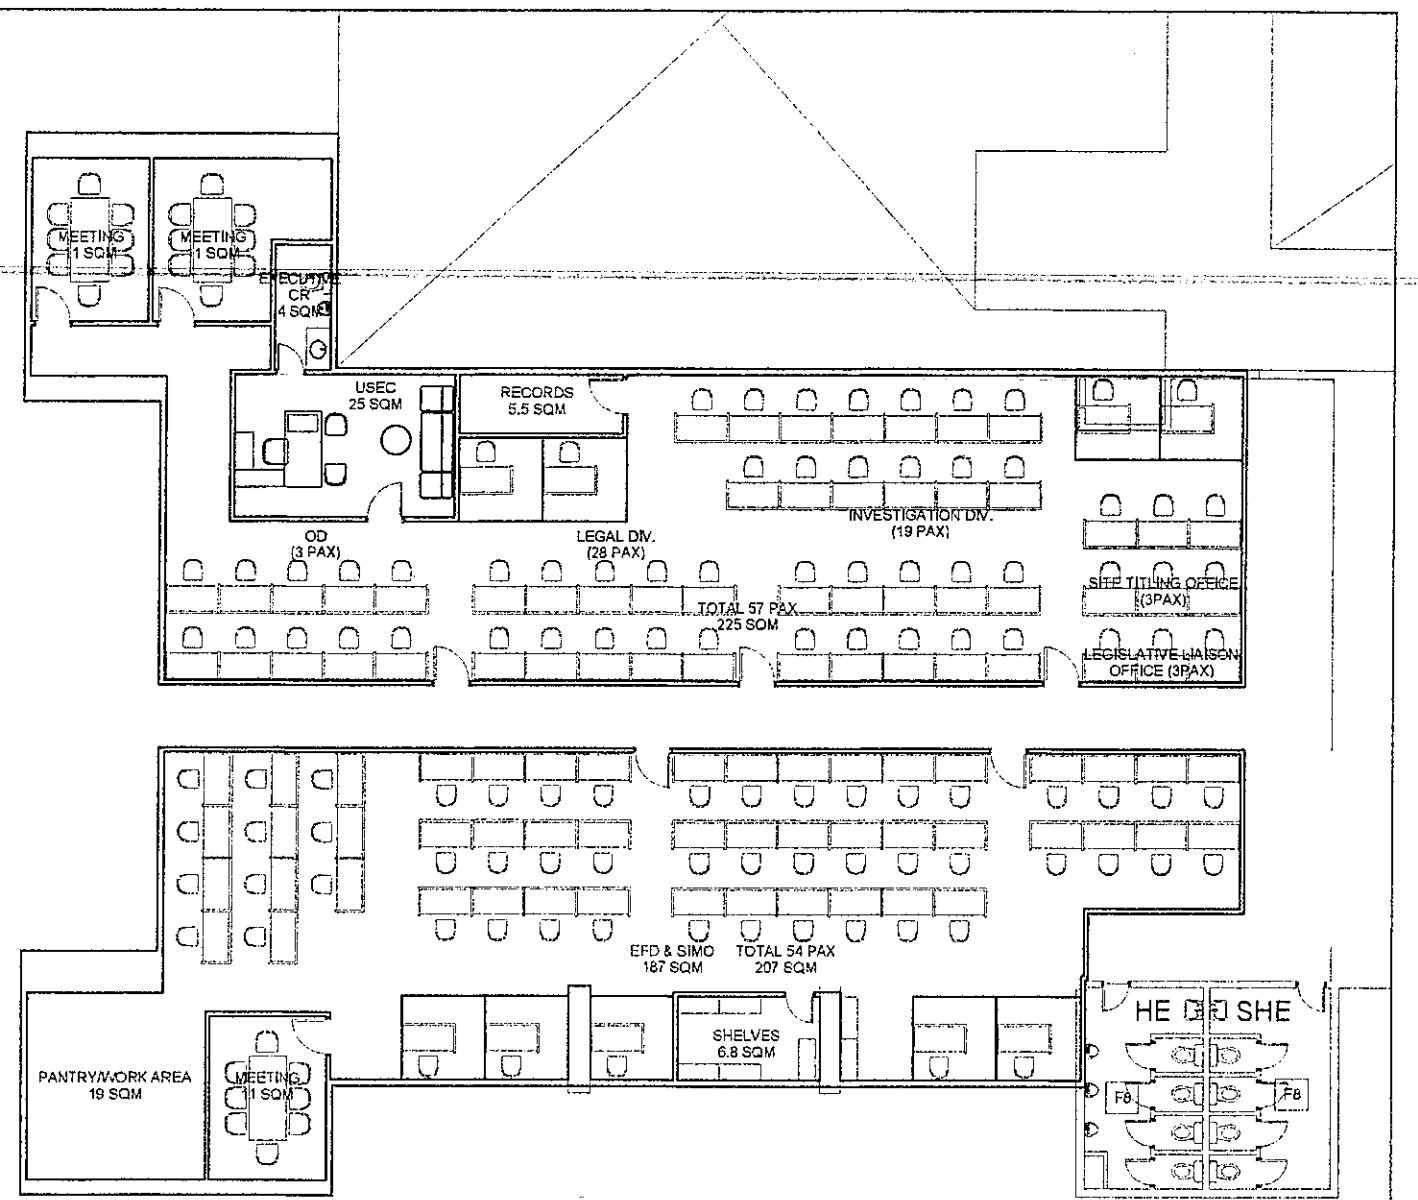 MEETING
1 SQM
MEETING
1 SQM
EXECUTIVE
CR
4 SQM
USEC
25 SQM
RECORDS
5.5 SQM
INVESTIGATION DIV.
(19 PAX)
OD
(3 PAX)
LEGAL DIV.
(28 PAX)
SITE TITLING OFFICE
(3PAX)
TOTAL 57 PAX
225 SQM
LEGISLATIVE LIAISON
OFFICE (3PAX)
EFD & SIMO
187 SQM
TOTAL 54 PAX
207 SQM
HE
SHE
SHELVES
6.8 SQM
PANTRY/WORK AREA
19 SQM
MEETING
11 SQM
F8
F8